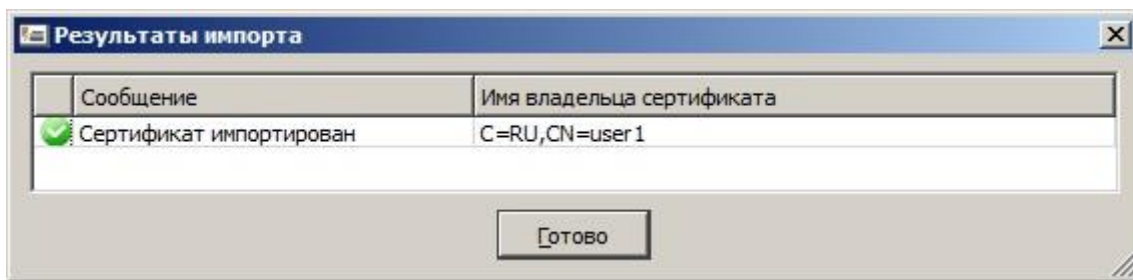 Результаты импорта
Сообщение Имя владельца сертификата
Сертификат импортирован C=RU,CN=user1
Готово